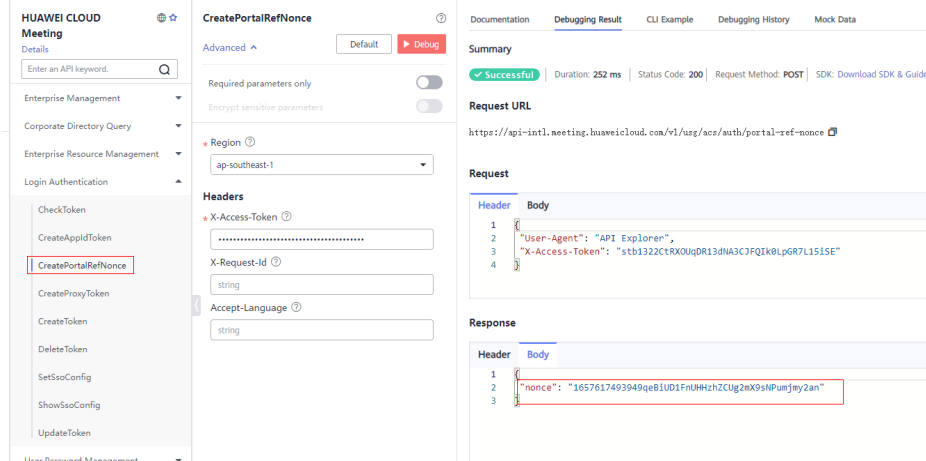 HUAWEI CLOUD
Meeting
Details
Enter an API keyword.
Enterprise Management
Corporate Directory Query
Enterprise Resource Management
Login Authentication
CheckToken
CreateAppIdToken
CreatePortalRefNonce
CreateProxyToken
CreateToken
DeleteToken
SetSsoConfig
ShowSsoConfig
UpdateToken
User Password Management
CreatePortalRefNonce
Advanced
Default
Debug
Required parameters only
Encrypt sensitive parameters
* Region
ap-southeast-1
Headers
* X-Access-Token
X-Request-Id
string
Accept-Language
string
Documentation Debugging Result CLI Example Debugging History Mock Data
Summary
Successful Duration: 252 ms Status Code: 200 Request Method: POST SDK: Download SDK & Guide
Request URL
https://api-intl.meeting.huaweicloud.com/v1/usg/acs/auth/portal-ref-nonce
Request
Header Body
1 {
2 "User-Agent": "API Explorer",
3 "X-Access-Token": "stb1322CtRXOUqDR13dNA3CJFQIk0LpGR7L15iSE"
4 }
Response
Header Body
1 {
2 "nonce": "1657617493949qeBiUD1FnUHHzhZCUg2mX9sNPumjmy2an"
3 }